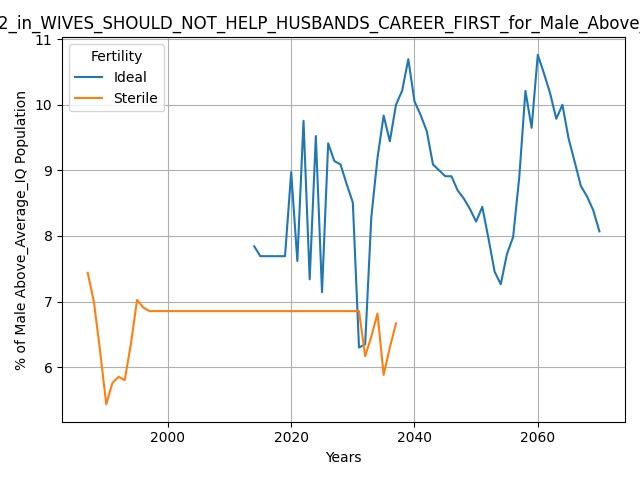 2_in_WIVES_SHOULD_NOT_HELP_HUSBANDS_CAREER_FIRST_for_Male_Above_
11
10
9
8
7
6
% of Male Above_Average_IQ Population
Fertility
Ideal
Sterile
2000
2020
2040
2060
Years